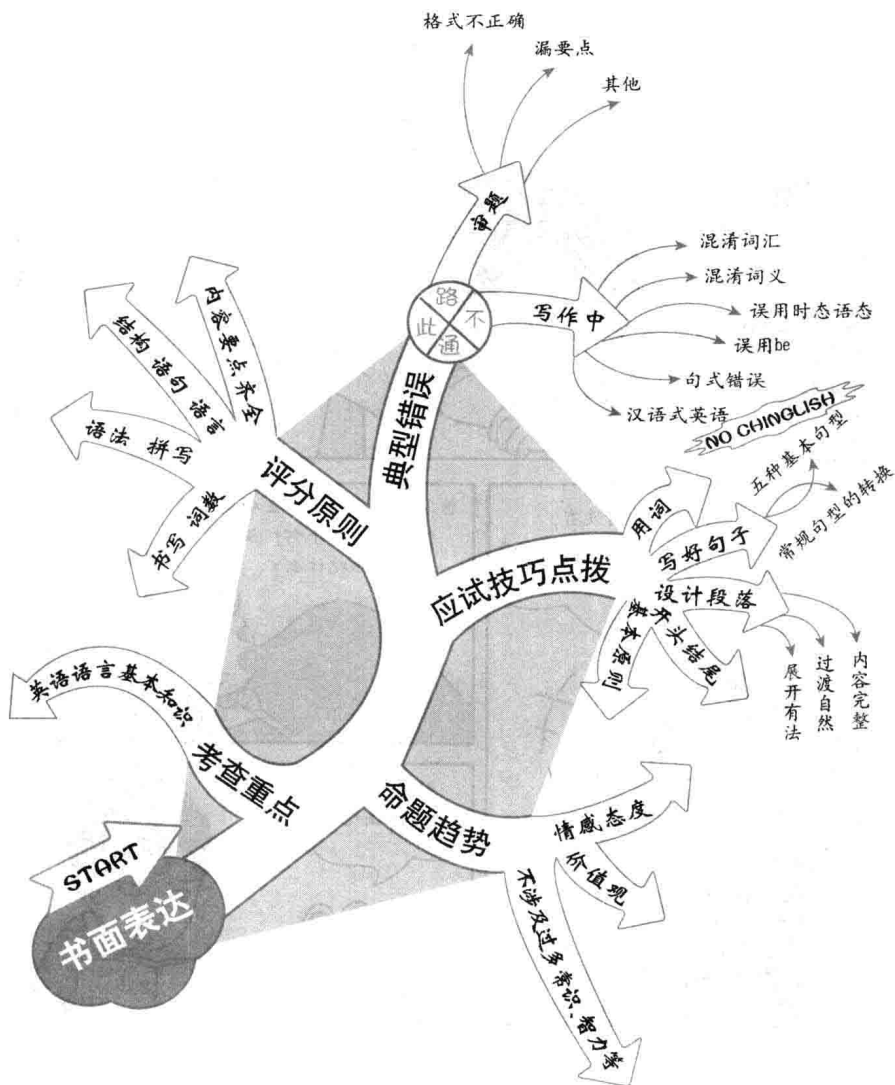 格式不正确
漏要点
其他
审题
路
此 不
通
混淆词汇
混淆词义
写作中
误用时态语态
误用be
句式错误
汉语式英语
NO CHINGLISH
典型错误
内容要点齐全
结构 语句 语言
语法 拼写
书写 词数
评分原则
应试技巧点拨
用词
写好句子
五种基本句型
常规句型的转换
设计段落
展开有法
过渡自然
内容完整
开头结尾
基本原则
英语语言基本知识
考查重点
命题趋势
情感态度
价值现
不涉及过多常识、智力等
START
书面表达